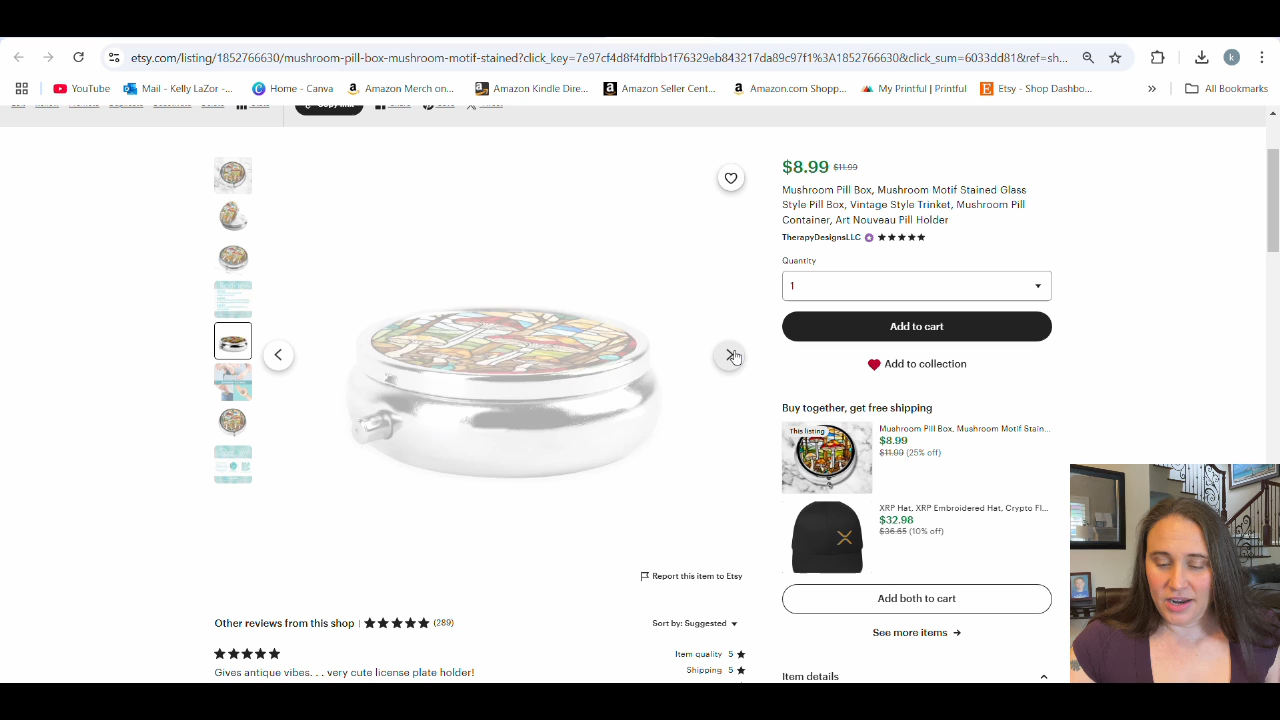 etsy.com/listing/1852766630/mushroom-pill-box-mushroom-motif-stained?click_key=7e97cf4d8f4fdfbb1f76329eb843217da89c97f1%3A1852766630&click_sum=6033dd81&ref=sh...
YouTube
Mail - Kelly LaZor -...
Home - Canva
Amazon Merch on...
Amazon Kindle Dire...
Amazon Seller Cent...
Amazon.com Shopp...
My Printful | Printful
Etsy - Shop Dashbo...
»
All Bookmarks
$8.99 $11.99
Mushroom Pill Box, Mushroom Motif Stained Glass
Style Pill Box, Vintage Style Trinket, Mushroom Pill
Container, Art Nouveau Pill Holder
TherapyDesignsLLC
Quantity
1
Add to cart
Add to collection
Buy together, get free shipping
This listing
Mushroom Pill Box, Mushroom Motif Stain...
$8.99
$11.99 (25% off)
XRP Hat, XRP Embroidered Hat, Crypto Fl...
$32.98
$36.65 (10% off)
Add both to cart
See more items
Report this item to Etsy
Other reviews from this shop | (289)
Sort by: Suggested
Item quality 5
Shipping 5
Gives antique vibes. . . very cute license plate holder!
Item details